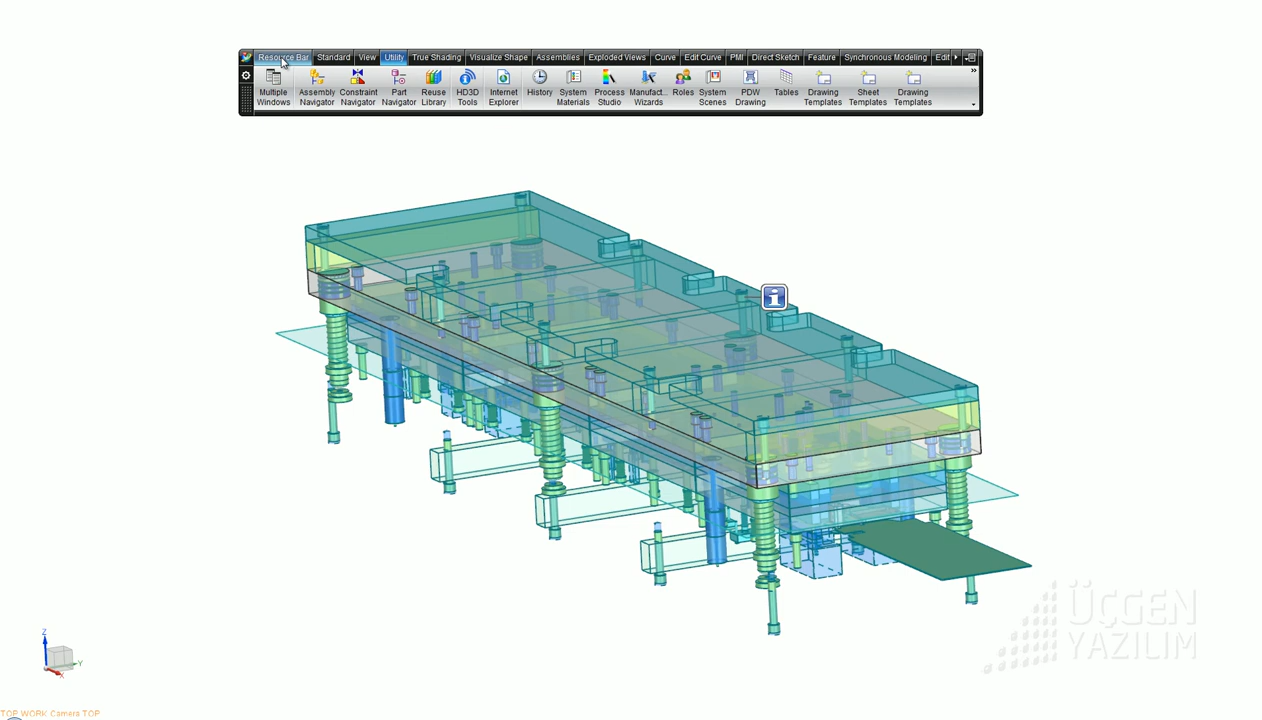 Resource Bar Standard View Utility True Shading Visualize Shape Assemblies Exploded Views Curve Edit Curve PMI Direct Sketch Feature Synchronous Modeling Edit
Multiple Windows
Assembly Navigator
Constraint Navigator
Part Navigator
Reuse Library
HD3D Tools
Internet Explorer
History
System Materials
Process Studio
Manufact... Wizards
Roles
System Scenes
PDW Drawing
Tables
Drawing Templates
Sheet Templates
Drawing Templates
ÜÇGEN
YAZILIM
Z
Y
X
TOP WORK Camera TOP